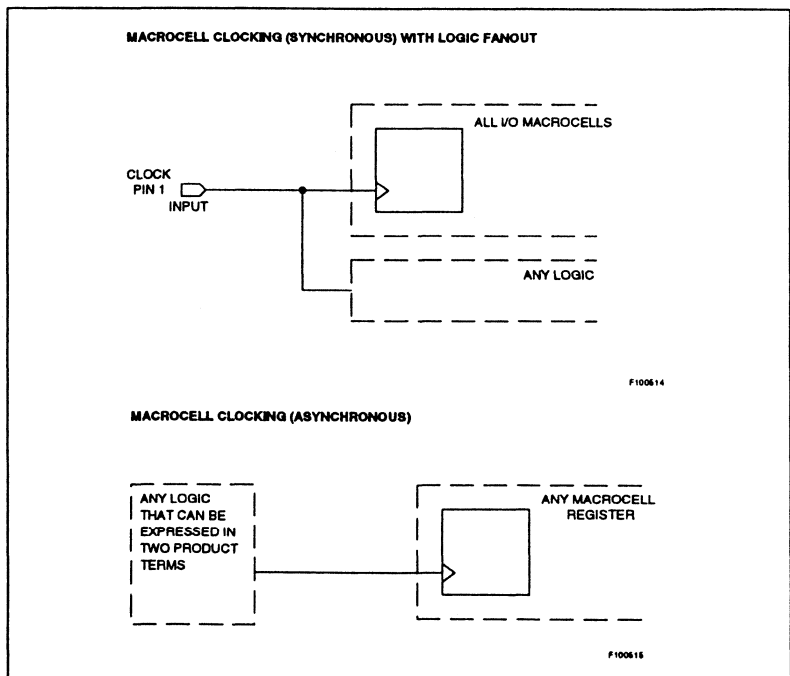 MACROCELL CLOCKING (SYNCHRONOUS) WITH LOGIC FANOUT
ALL I/O MACROCELLS
CLOCK
PIN 1
INPUT
ANY LOGIC
F100514
MACROCELL CLOCKING (ASYNCHRONOUS)
ANY LOGIC
THAT CAN BE
EXPRESSED IN
TWO PRODUCT
TERMS
ANY MACROCELL
REGISTER
F100515